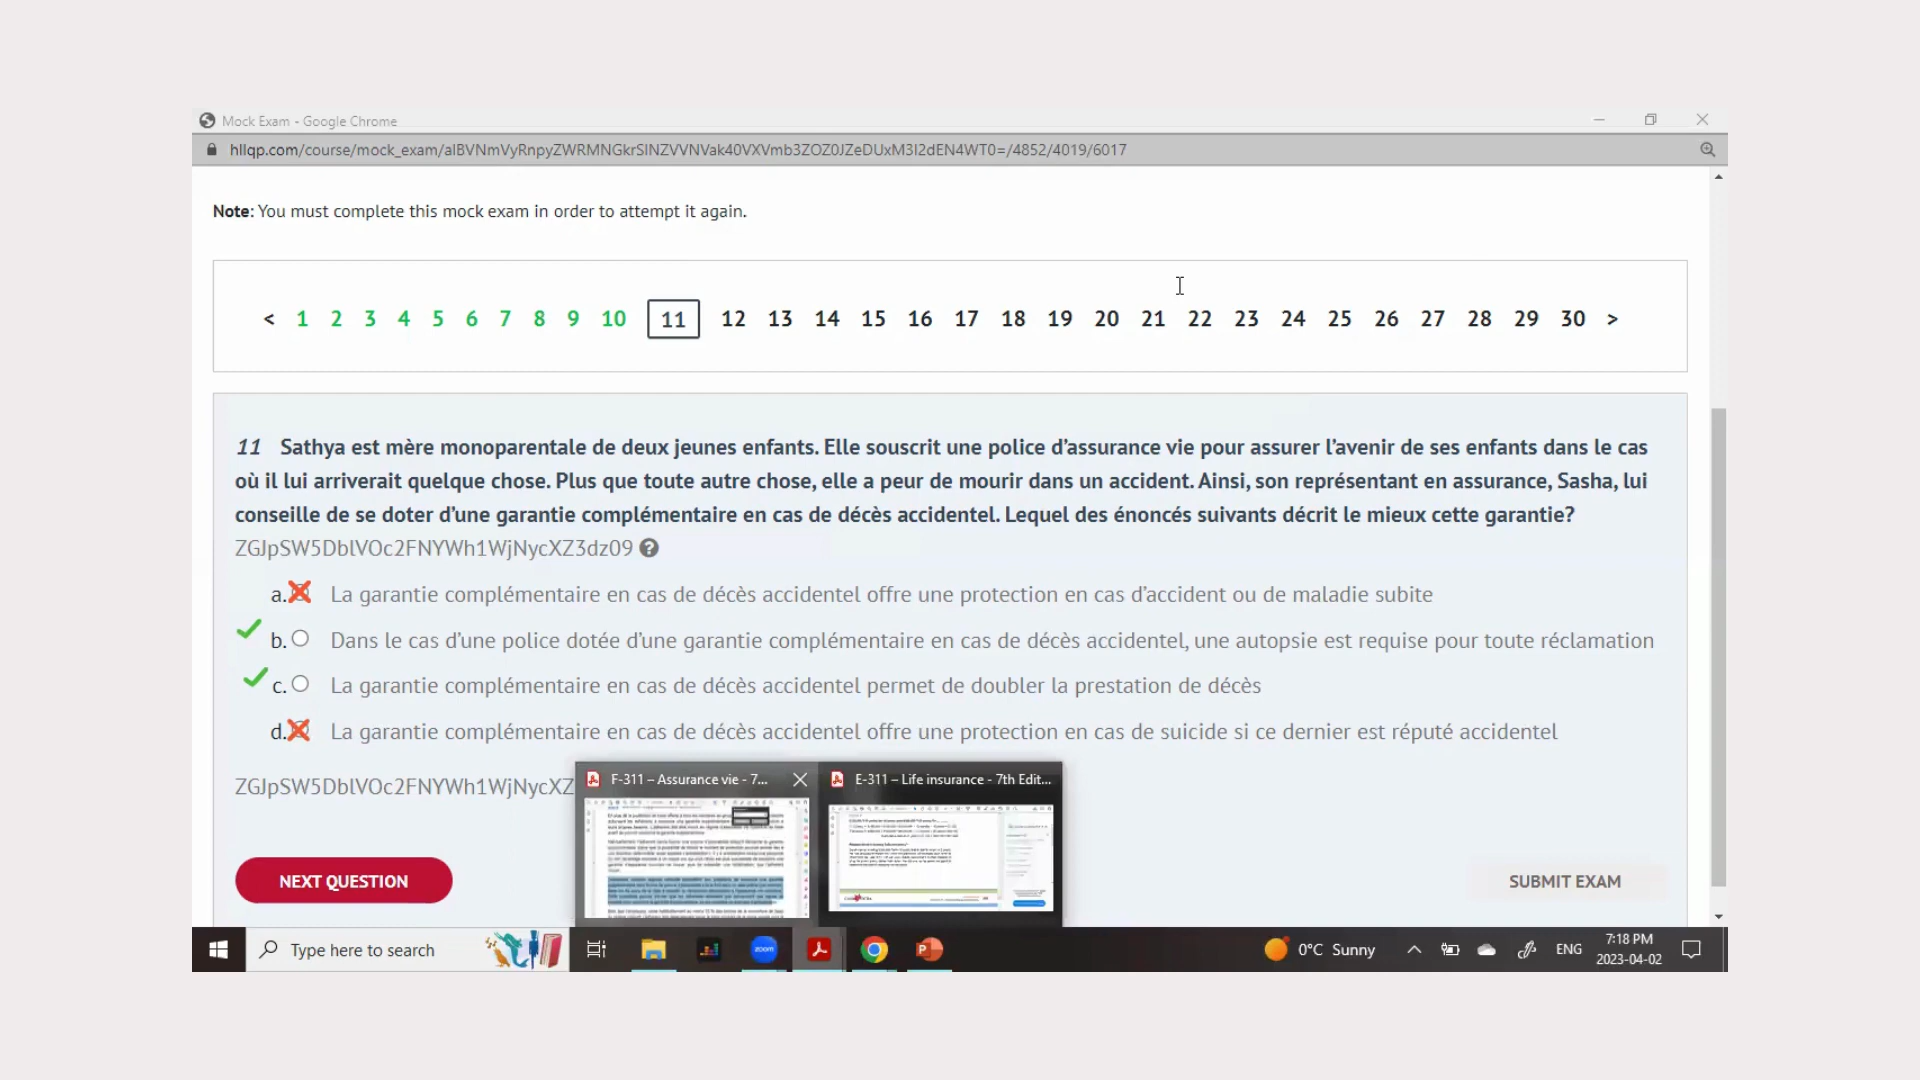 Mock Exam - Google Chrome
hllqp.com/course/mock_exam/alBVNmVyRnpyZWRMNGkrSINZVVNVak40VXVmb3ZOZ0JZeDUxM3I2dEN4WT0=/4852/4019/6017
Note: You must complete this mock exam in order to attempt it again.
< 1 2 3 4 5 6 7 8 9 10 11 12 13 14 15 16 17 18 19 20 21 22 23 24 25 26 27 28 29 30 >
11 Sathya est mère monoparentale de deux jeunes enfants. Elle souscrit une police d’assurance vie pour assurer l’avenir de ses enfants dans le cas
où il lui arriverait quelque chose. Plus que toute autre chose, elle a peur de mourir dans un accident. Ainsi, son représentant en assurance, Sasha, lui
conseille de se doter d’une garantie complémentaire en cas de décès accidentel. Lequel des énoncés suivants décrit le mieux cette garantie?
ZGJpSW5DblVOc2FNYWh1WjNycXZ3dz09
a. La garantie complémentaire en cas de décès accidentel offre une protection en cas d’accident ou de maladie subite
b. Dans le cas d’une police dotée d’une garantie complémentaire en cas de décès accidentel, une autopsie est requise pour toute réclamation
c. La garantie complémentaire en cas de décès accidentel permet de doubler la prestation de décès
d. La garantie complémentaire en cas de décès accidentel offre une protection en cas de suicide si ce dernier est réputé accidentel
ZGJpSW5DblVOc2FNYWh1WjNycXZ
F-311 – Assurance vie - 7...
E-311 – Life insurance - 7th Edit...
NEXT QUESTION
SUBMIT EXAM
Type here to search
zoom
0°C Sunny
ENG
7:18 PM
2023-04-02